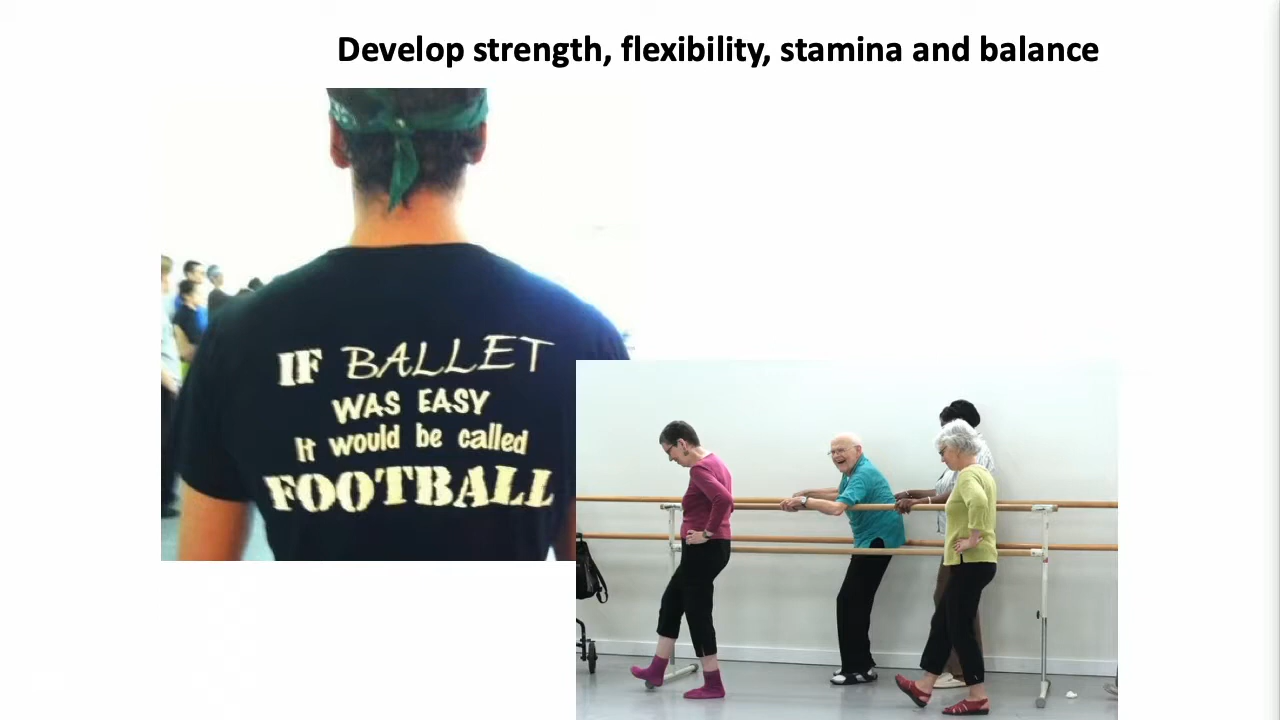 Develop strength, flexibility, stamina and balance
IF BALLET
WAS EASY
It would be called
FOOTBALL